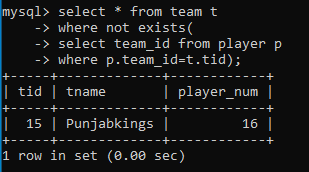 mysql> select * from team t
    -> where not exists(
    -> select team_id from player p
    -> where p.team_id=t.tid);
+-----+-------------+------------+
| tid | tname       | player_num |
+-----+-------------+------------+
|  15 | Punjabkings |         16 |
+-----+-------------+------------+
1 row in set (0.00 sec)